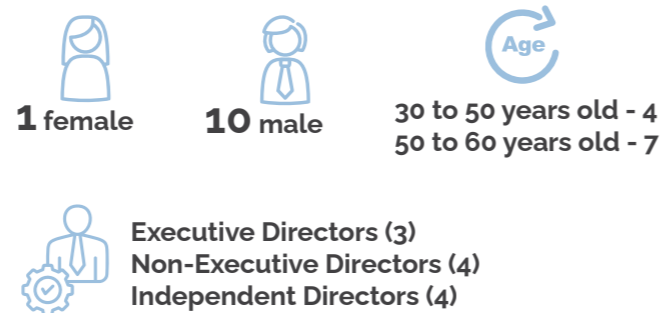 Age
1 female
10 male
30 to 50 years old - 4
50 to 60 years old - 7
Executive Directors (3)
Non-Executive Directors (4)
Independent Directors (4)